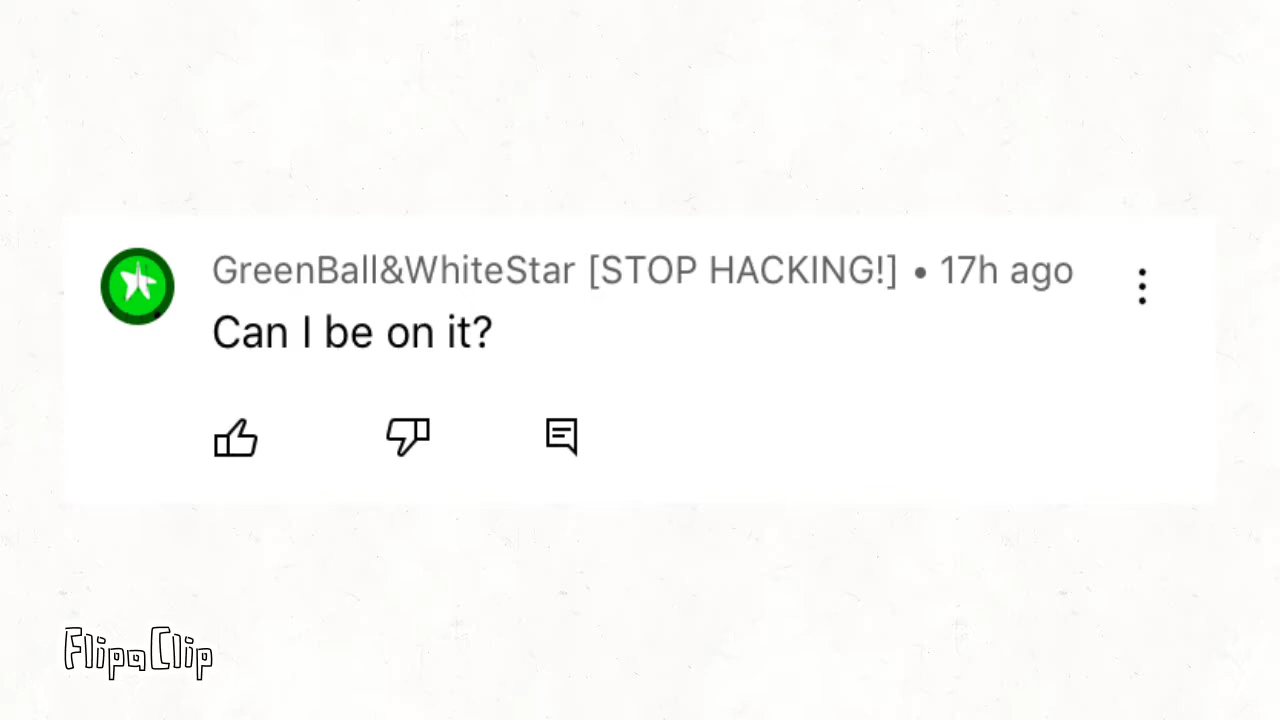 GreenBall&WhiteStar [STOP HACKING!] • 17h ago
Can I be on it?
FlipaClip